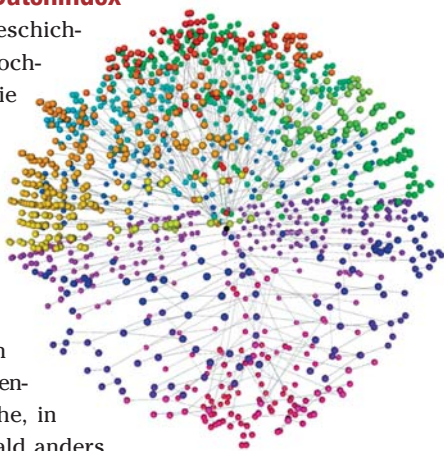 utenindex
eschich-
och-
ie
n
en-
he, in
ald anders